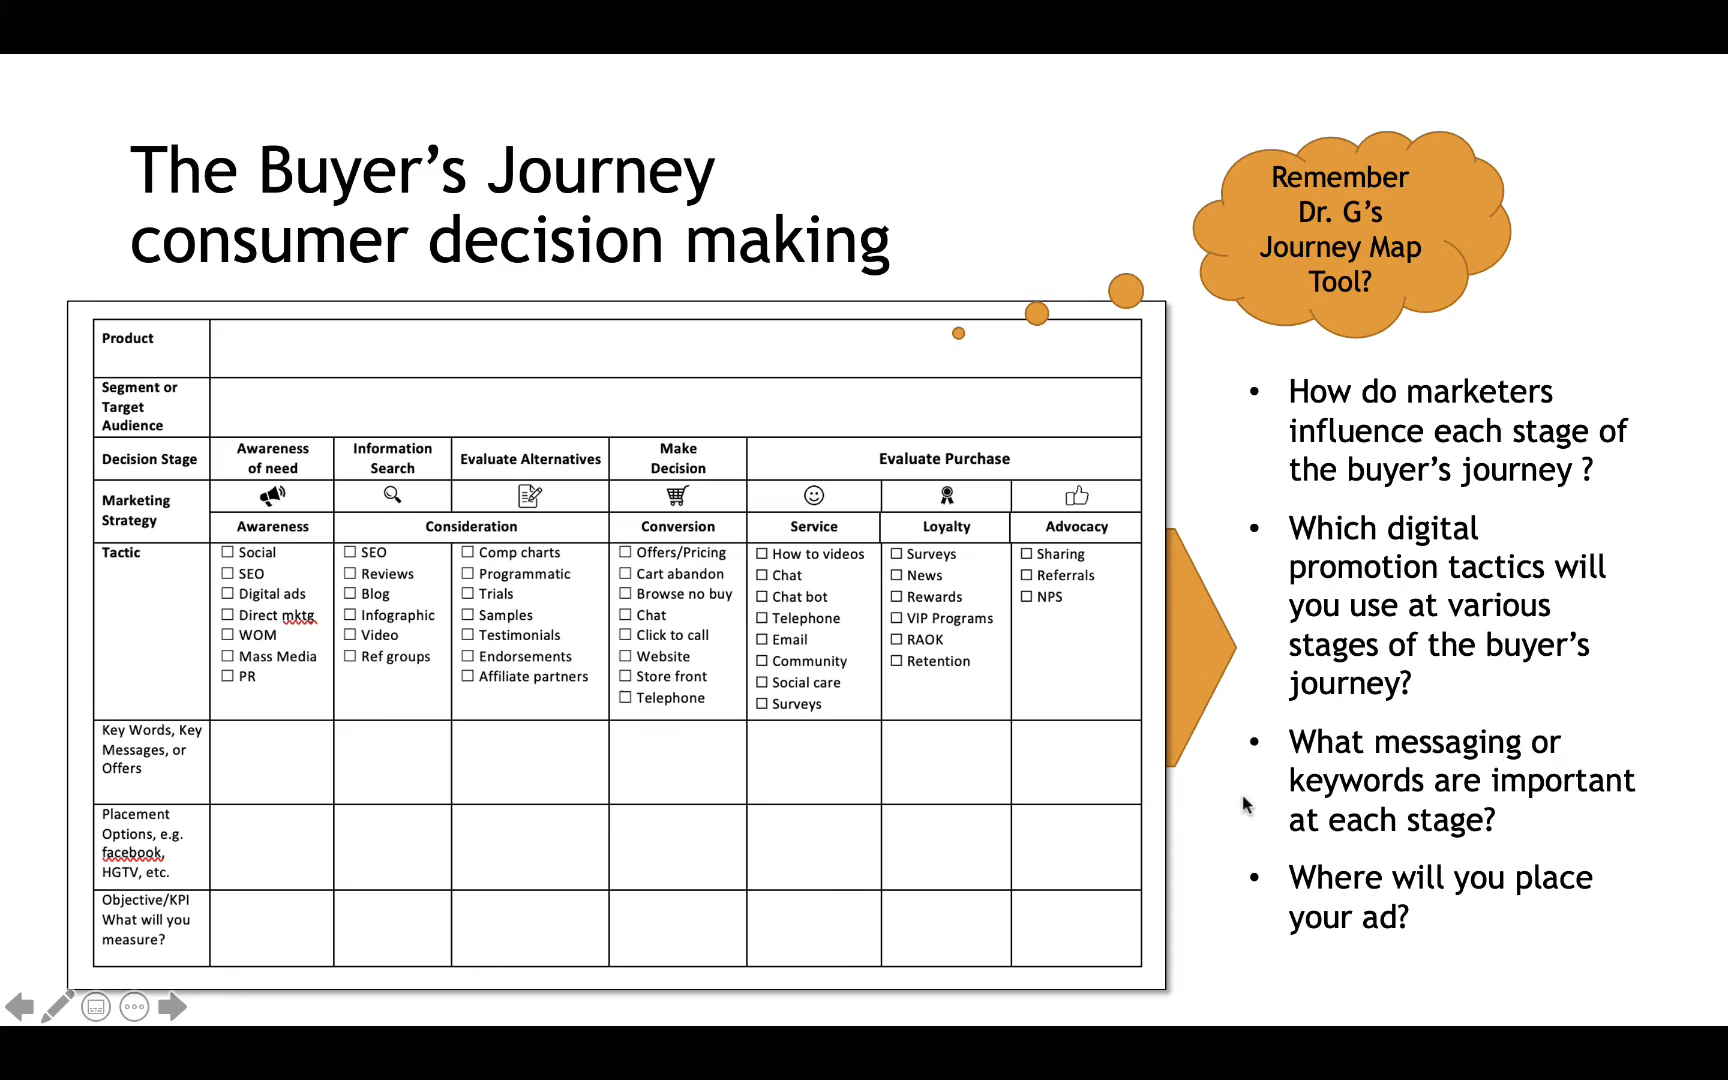 The Buyer's Journey
consumer decision making
Remember
Dr. G's
Journey Map
Tool?
Product
Segment or
Target
Audience
Decision Stage
Awareness
of need
Information
Search
Evaluate Alternatives
Make
Decision
Evaluate Purchase
Marketing
Strategy
Awareness
Consideration
Conversion
Service
Loyalty
Advocacy
Tactic
☐ Social
☐ SEO
☐ Digital ads
☐ Direct mktg
☐ WOM
☐ Mass Media
☐ PR
☐ SEO
☐ Reviews
☐ Blog
☐ Infographic
☐ Video
☐ Ref groups
☐ Comp charts
☐ Programmatic
☐ Trials
☐ Samples
☐ Testimonials
☐ Endorsements
☐ Affiliate partners
☐ Offers/Pricing
☐ Cart abandon
☐ Browse no buy
☐ Chat
☐ Click to call
☐ Website
☐ Store front
☐ Telephone
☐ How to videos
☐ Chat
☐ Chat bot
☐ Telephone
☐ Email
☐ Community
☐ Social care
☐ Surveys
☐ Surveys
☐ News
☐ Rewards
☐ VIP Programs
☐ RAOK
☐ Retention
☐ Sharing
☐ Referrals
☐ NPS
Key Words, Key
Messages, or
Offers
Placement
Options, e.g.
facebook,
HGTV, etc.
Objective/KPI
What will you
measure?
• How do marketers
influence each stage of
the buyer's journey ?
• Which digital
promotion tactics will
you use at various
stages of the buyer's
journey?
• What messaging or
keywords are important
at each stage?
• Where will you place
your ad?